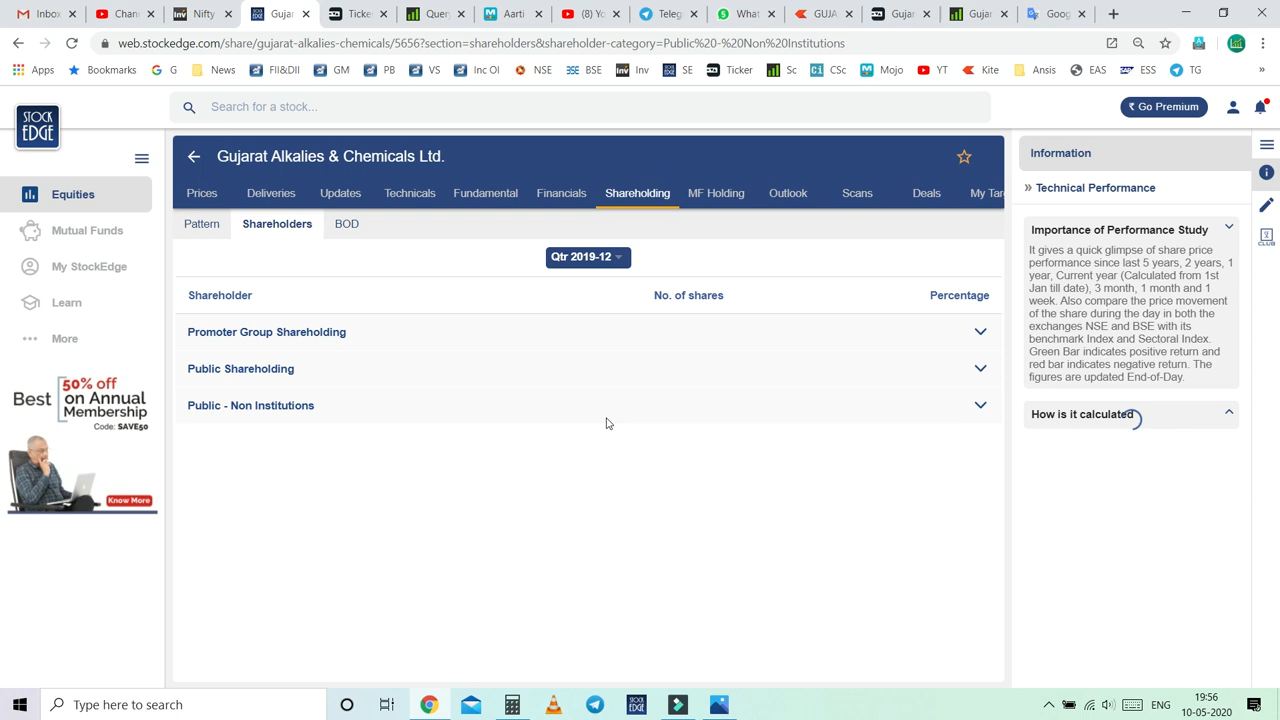 Inbox
Chan
Nifty
Gujar
Ticke
Query
Aarti
(8) Yo
Teleg
What
GUJA
Gujar
Gujar
Goog
web.stockedge.com/share/gujarat-alkalies-chemicals/5656?section=shareholders&shareholder-category=Public%20-%20Non%20Institutions
Apps
Bookmarks
G
News
FII&DII
GM
PB
VS
Inc OI
NSE
BSE
Inv
SE
Ticker
Sc
CSc
Mojo
YT
Kite
Ansis
EAS
ESS
TG
»
STOCK
EDGE
Search for a stock...
₹ Go Premium
Equities
Mutual Funds
My StockEdge
Learn
More
50% off
Best on Annual
Membership
Code: SAVE50
Know More
Gujarat Alkalies & Chemicals Ltd.
Prices Deliveries Updates Technicals Fundamental Financials Shareholding MF Holding Outlook Scans Deals My Tar
Pattern Shareholders BOD
Qtr 2019-12
Shareholder No. of shares Percentage
Promoter Group Shareholding
Public Shareholding
Public - Non Institutions
Information
» Technical Performance
Importance of Performance Study
It gives a quick glimpse of share price
performance since last 5 years, 2 years, 1
year, Current year (Calculated from 1st
Jan till date), 3 month, 1 month and 1
week. Also compare the price movement
of the share during the day in both the
exchanges NSE and BSE with its
benchmark Index and Sectoral Index.
Green Bar indicates positive return and
red bar indicates negative return. The
figures are updated End-of-Day.
How is it calculated
CLUB
Type here to search
ENG
19:56
10-05-2020